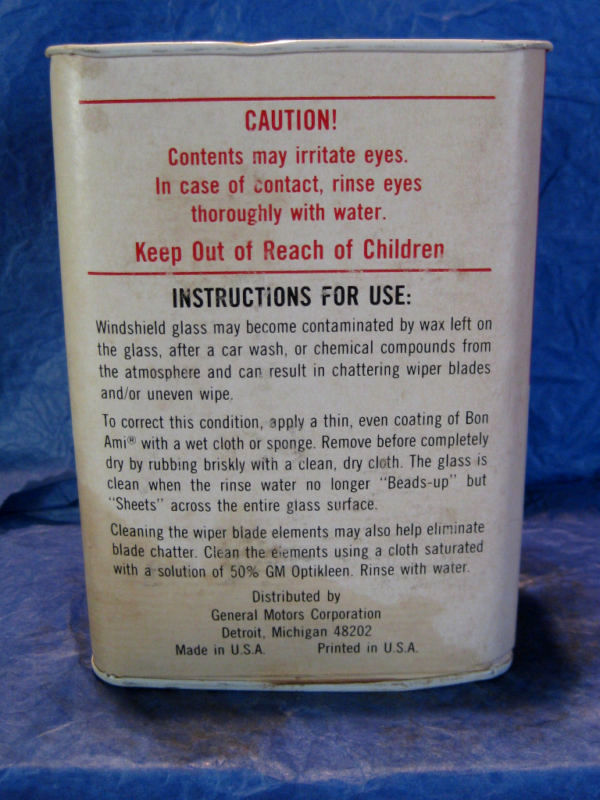 CAUTION!
Contents may irritate eyes.
In case of contact, rinse eyes
thoroughly with water.
Keep Out of Reach of Children
INSTRUCTIONS FOR USE:
Windshield glass may become contaminated by wax left on
the glass, after a car wash, or chemical compounds from
the atmosphere and can result in chattering wiper blades
and/or uneven wipe.
To correct this condition, apply a thin, even coating of Bon
Ami® with a wet cloth or sponge. Remove before completely
dry by rubbing briskly with a clean, dry cloth. The glass is
clean when the rinse water no longer "Beads-up" but
"Sheets" across the entire glass surface.
Cleaning the wiper blade elements may also help eliminate
blade chatter. Clean the elements using a cloth saturated
with a solution of 50% GM Optikleen. Rinse with water.
Distributed by
General Motors Corporation
Detroit, Michigan 48202
Made in U.S.A. Printed in U.S.A.